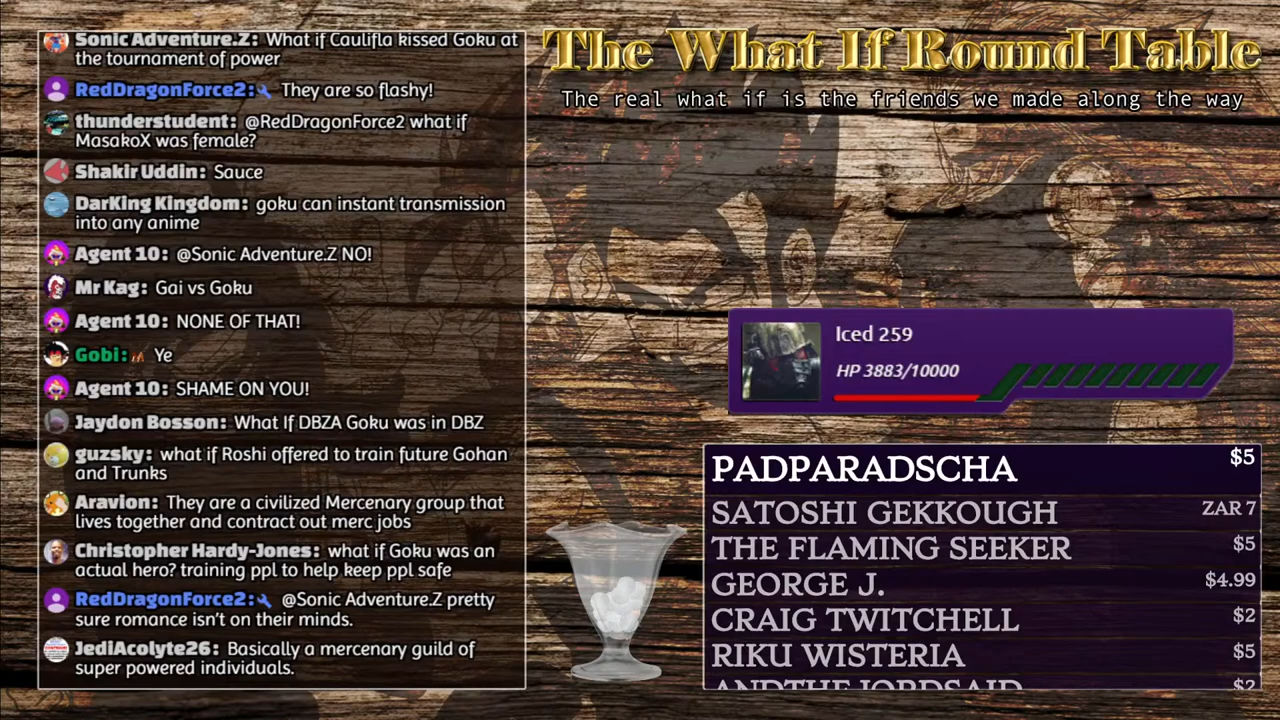 Sonic Adventure.Z: What if Caulifla kissed Goku at
the tournament of power
RedDragonForce2: They are so flashy!
thunderstudent: @RedDragonForce2 what if
MasakoX was female?
Shakir Uddin: Sauce
DarKing Kingdom: goku can instant transmission
into any anime
Agent 10: @Sonic Adventure.Z NO!
Mr Kag: Gai vs Goku
Agent 10: NONE OF THAT!
Gobi: Ye
Agent 10: SHAME ON YOU!
Jaydon Bosson: What If DBZA Goku was in DBZ
guzsky: what if Roshi offered to train future Gohan
and Trunks
Aravion: They are a civilized Mercenary group that
lives together and contract out merc jobs
Christopher Hardy-Jones: what if Goku was an
actual hero? training ppl to help keep ppl safe
RedDragonForce2: @Sonic Adventure.Z pretty
sure romance isn't on their minds.
JediAcolyte26: Basically a mercenary guild of
super powered individuals.
The What If Round Table
The real what if is the friends we made along the way
Iced 259
HP 3883/10000
PADPARADSCHA $5
SATOSHI GEKKOUGH ZAR 7
THE FLAMING SEEKER $5
GEORGE J. $4.99
CRAIG TWITCHELL $2
RIKU WISTERIA $5
ANDTHE JORDSAID $2